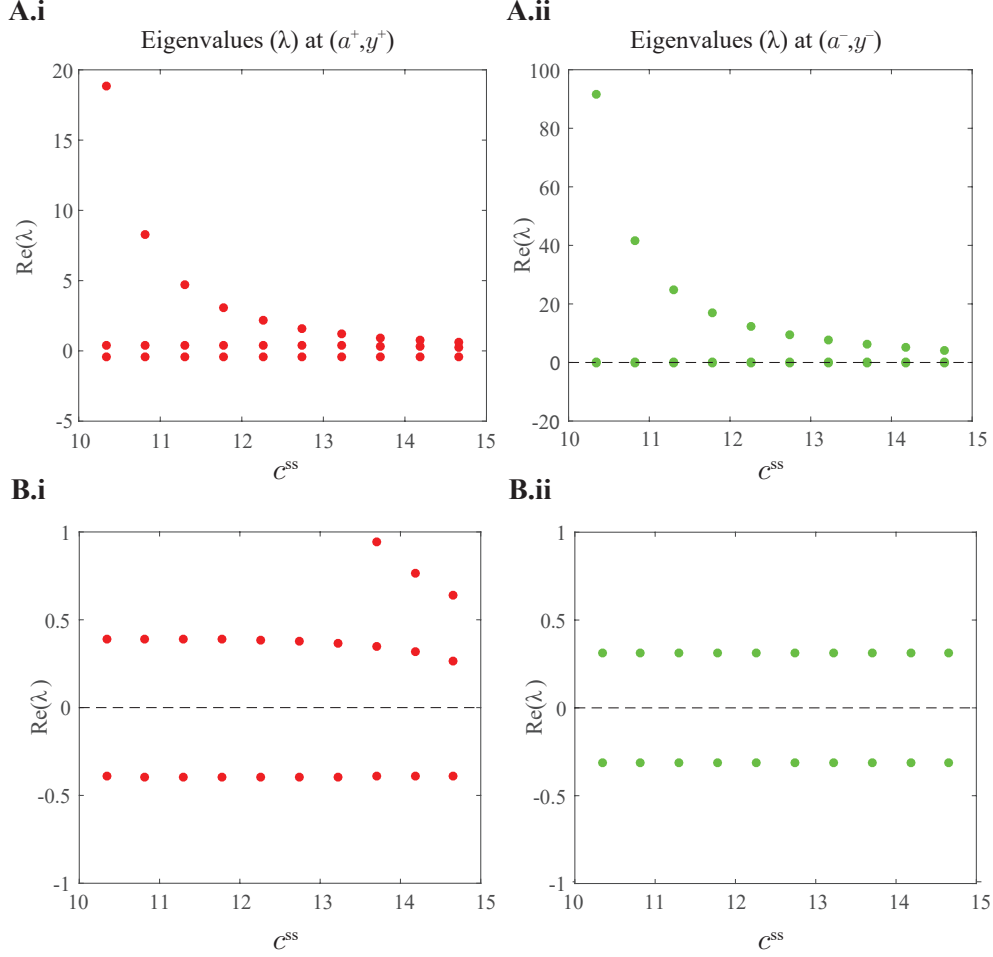 A.i
Eigenvalues (λ) at (a⁺,y⁺)
20
15
10
5
0
-5
Re(λ)
10 11 12 13 14 15
cˢˢ
A.ii
Eigenvalues (λ) at (a⁻,y⁻)
100
80
60
40
20
0
-20
Re(λ)
10 11 12 13 14 15
cˢˢ
B.i
1
0.5
0
-0.5
-1
Re(λ)
10 11 12 13 14 15
cˢˢ
B.ii
1
0.5
0
-0.5
-1
Re(λ)
10 11 12 13 14 15
cˢˢ